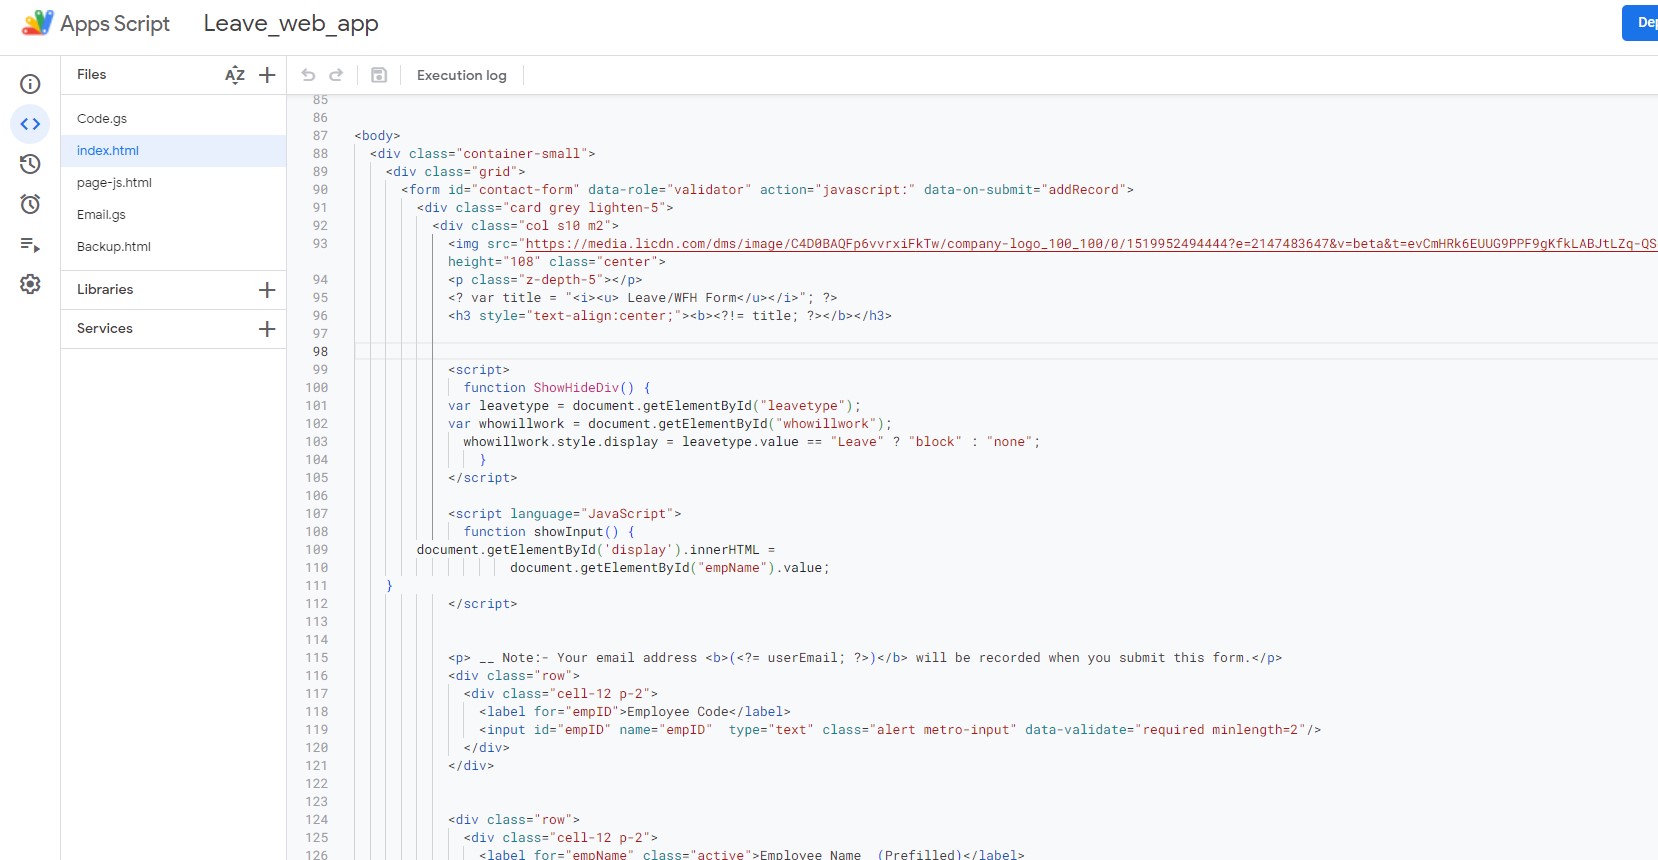 Apps Script Leave_web_app Dep
Files AZ Execution log
Code.gs
index.html
page-js.html
Email.gs
Backup.html
Libraries
Services
85
86
87 <body>
88 <div class="container-small">
89 <div class="grid">
90 <form id="contact-form" data-role="validator" action="javascript:" data-on-submit="addRecord">
91 <div class="card grey lighten-5">
92 <div class="col s10 m2">
93 <img src="https://media.licdn.com/dms/image/C4D0BAQFp6vvrxiFkTw/company-logo_100_100/0/1519952494444?e=2147483647&v=beta&t=evCmHRk6EUUG9PPF9gKfkLABJtLZq-QS
height="108" class="center">
94 <p class="z-depth-5"></p>
95 <? var title = "<i><u> Leave/WFH Form</u></i>"; ?>
96 <h3 style="text-align:center;"><b><?!= title; ?></b></h3>
97
98
99 <script>
100 function ShowHideDiv() {
101 var leavetype = document.getElementById("leavetype");
102 var whowillwork = document.getElementById("whowillwork");
103 whowillwork.style.display = leavetype.value == "Leave" ? "block" : "none";
104 }
105 </script>
106
107 <script language="JavaScript">
108 function showInput() {
109 document.getElementById('display').innerHTML =
110 document.getElementById("empName").value;
111 }
112 </script>
113
114
115 <p> __ Note:- Your email address <b>(<?= userEmail; ?>)</b> will be recorded when you submit this form.</p>
116 <div class="row">
117 <div class="cell-12 p-2">
118 <label for="empID">Employee Code</label>
119 <input id="empID" name="empID" type="text" class="alert metro-input" data-validate="required minlength=2"/>
120 </div>
121 </div>
122
123
124 <div class="row">
125 <div class="cell-12 p-2">
126 <label for="empName" class="active">Employee Name (Prefilled)</label>